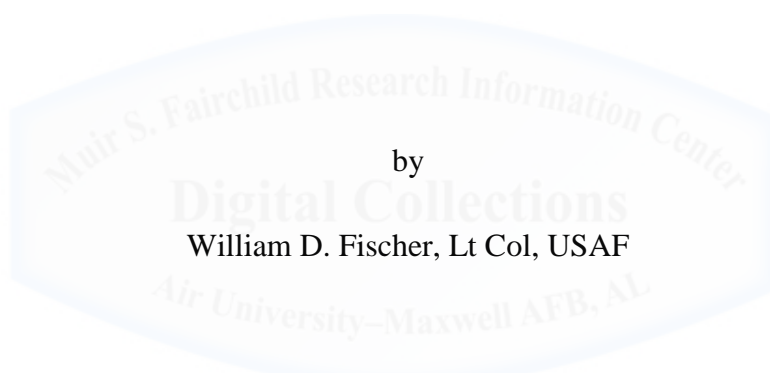 Muir S. Fairchild Research Information Center
by
Digital Collections
William D. Fischer, Lt Col, USAF
Air University–Maxwell AFB, AL